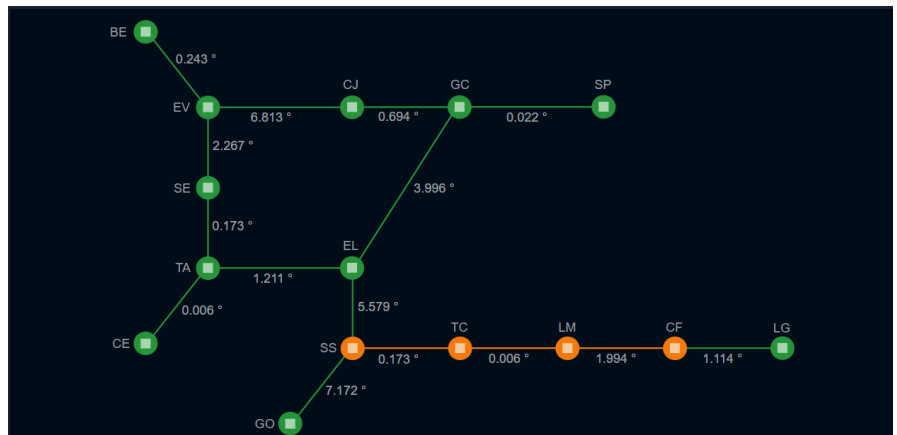 BE
0.243 °
CJ
GC
SP
EV
6.813 °
0.694 °
0.022 °
2.267 °
SE
3.996 °
0.173 °
EL
TA
1.211 °
0.006 °
5.579 °
CE
SS
TC
LM
CF
LG
0.173 °
0.006 °
1.994 °
1.114 °
7.172 °
GO